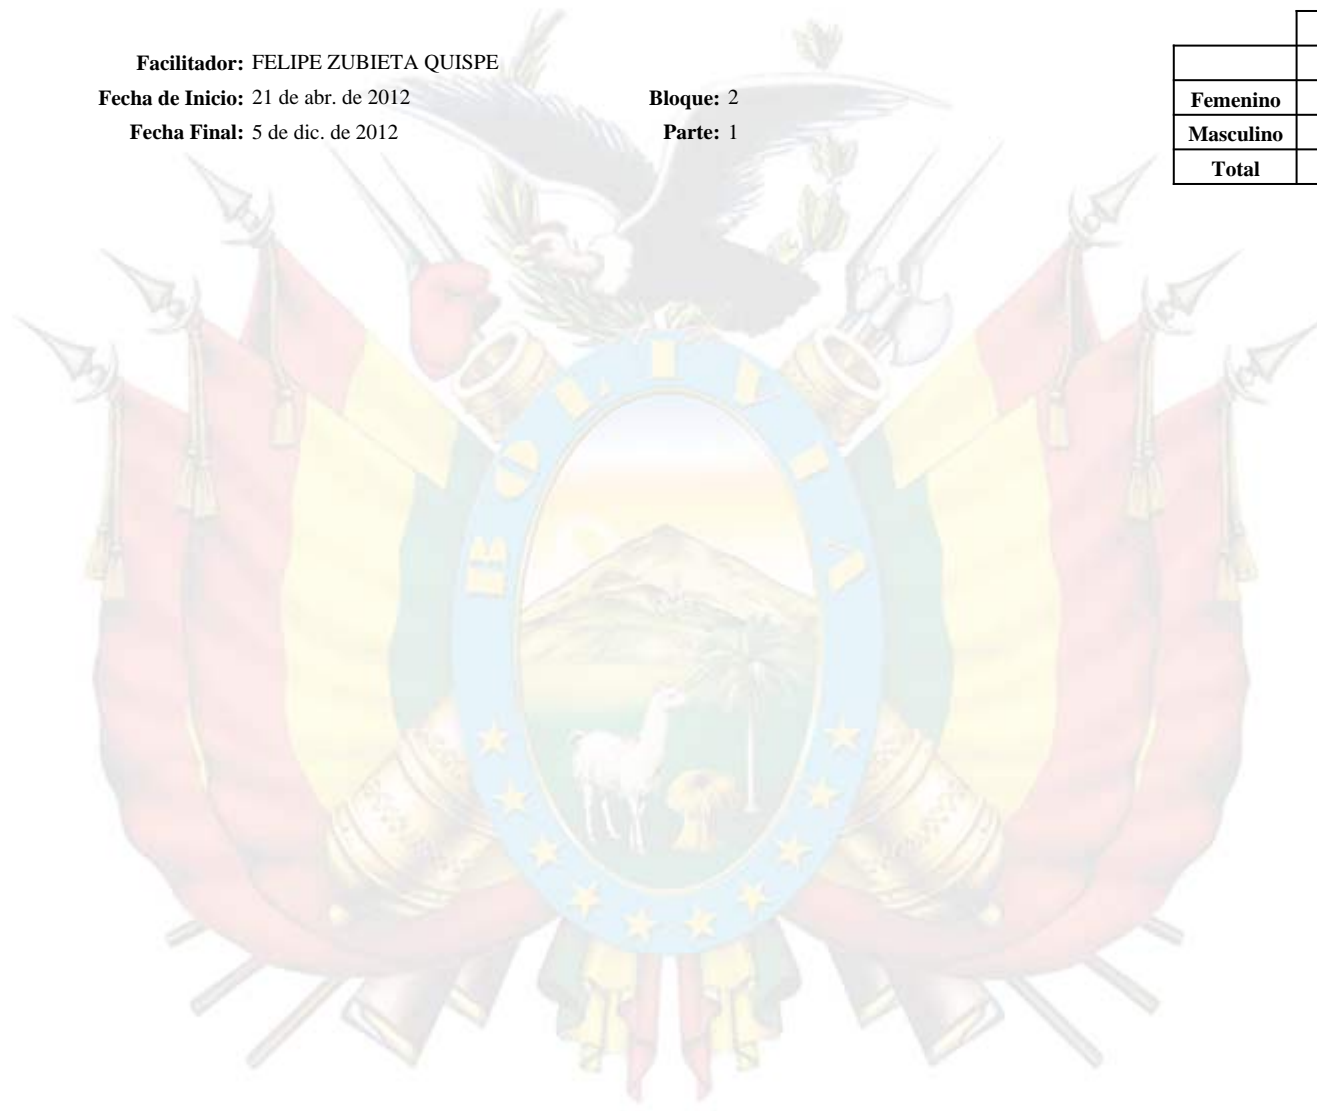 Facilitador: FELIPE ZUBIETA QUISPE
Fecha de Inicio: 21 de abr. de 2012 Bloque: 2
Fecha Final: 5 de dic. de 2012 Parte: 1
Femenino
Masculino
Total
BOLIVIA